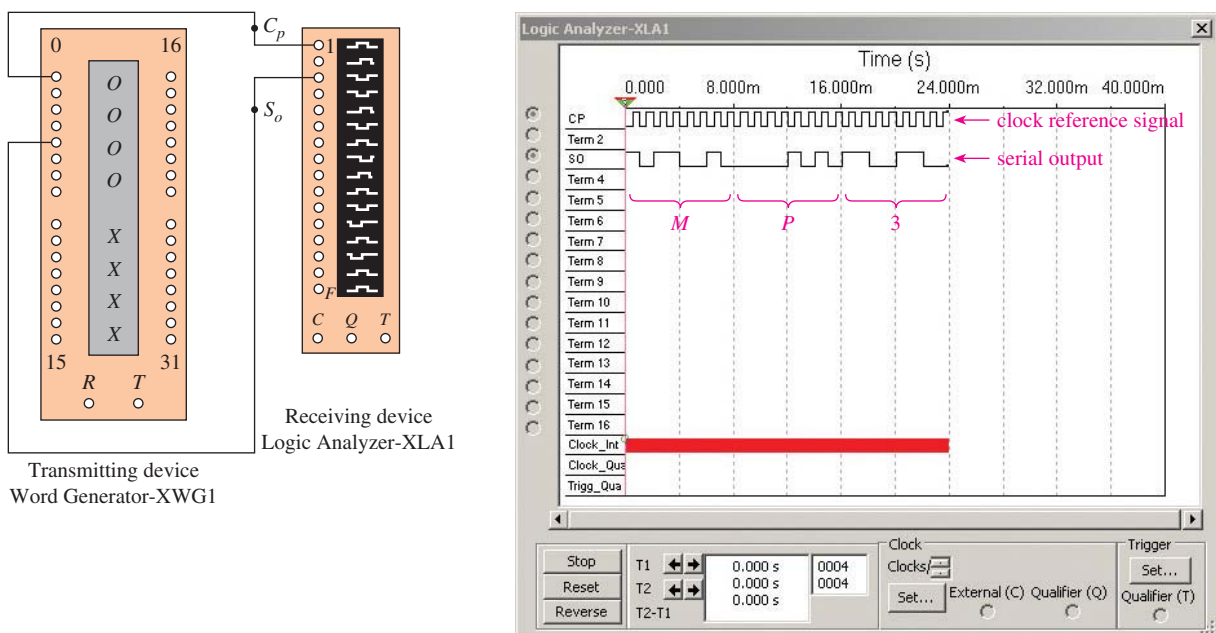 C_p
0 16
O
O
O
O
X
X
X
X
15 31
R T
S_o
1
F
C Q T
Receiving device
Logic Analyzer-XLA1
Transmitting device
Word Generator-XWG1
Logic Analyzer-XLA1
Time (s)
0.000 8.000m 16.000m 24.000m 32.000m 40.000m
CP
clock reference signal
Term 2
SO
serial output
Term 4
Term 5
M P 3
Term 6
Term 7
Term 8
Term 9
Term 10
Term 11
Term 12
Term 13
Term 14
Term 15
Term 16
Clock_Int
Clock_Qua
Trigg_Qua
Stop
Reset
Reverse
T1 0.000 s 0004
T2 0.000 s 0004
T2-T1 0.000 s
Clock
Clocks/
Set...
External (C) Qualifier (Q)
Trigger
Set...
Qualifier (T)